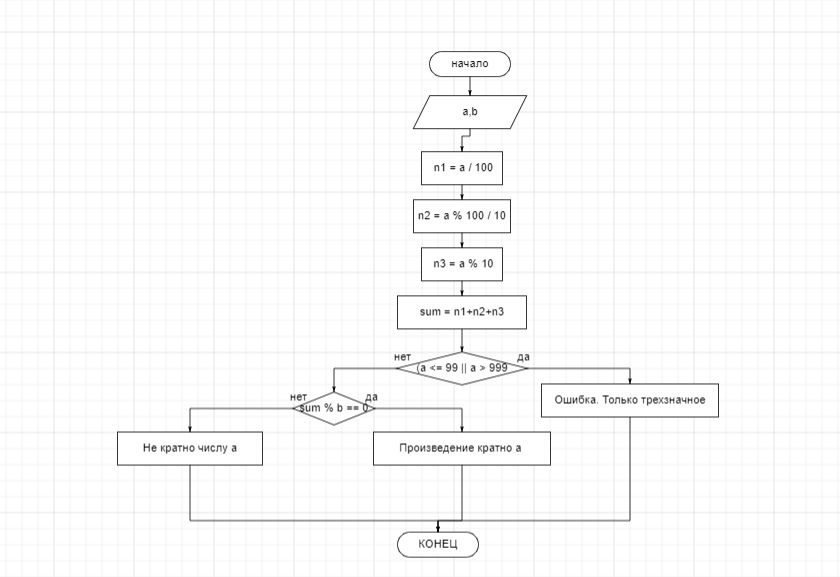 начало
a,b
n1 = a / 100
n2 = a % 100 / 10
n3 = a % 10
sum = n1+n2+n3
нет
(a <= 99 || a > 999
да
нет
sum % b == 0
да
Ошибка. Только трехзначное
Не кратно числу а
Произведение кратно а
КОНЕЦ